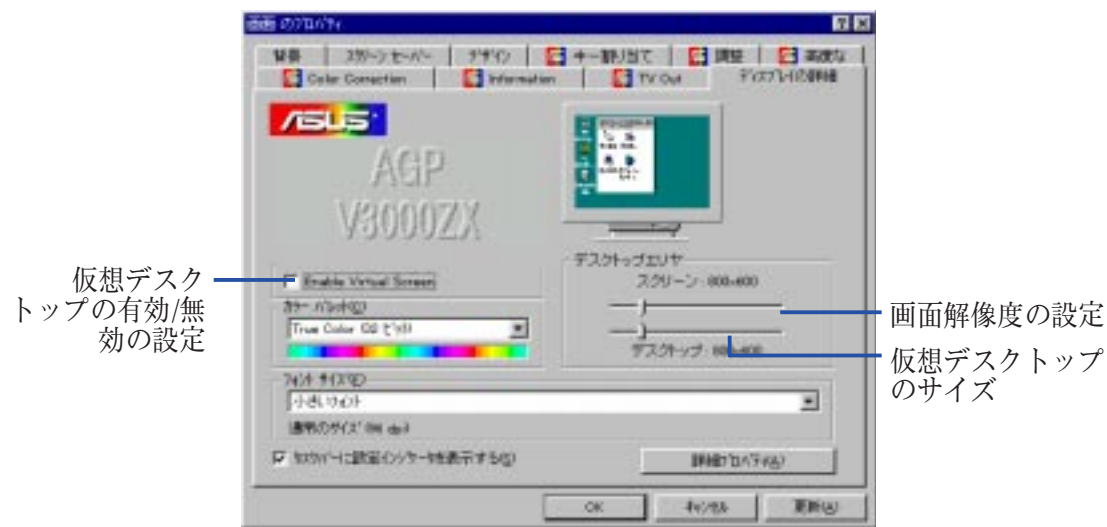 画面 のプロパティ
背景 スクリーン セーバー デザイン キー割り当て 調整 高度な
Color Correction Information TV Out ディスプレイの詳細
ASUS
AGP
V3000ZX
仮想デスク
トップの有効/無
効の設定
Enable Virtual Screen
カラー パレット(C)
True Color (32 ビット)
デスクトップエリヤ
スクリーン : 800x600
デスクトップ : 800x600
画面解像度の設定
仮想デスクトップ
のサイズ
フォント サイズ(F)
小さいフォント
通常のサイズ (96 dpi)
タスクバーに設定インジケータを表示する(S)
詳細プロパティ(A)
OK キャンセル 更新(A)